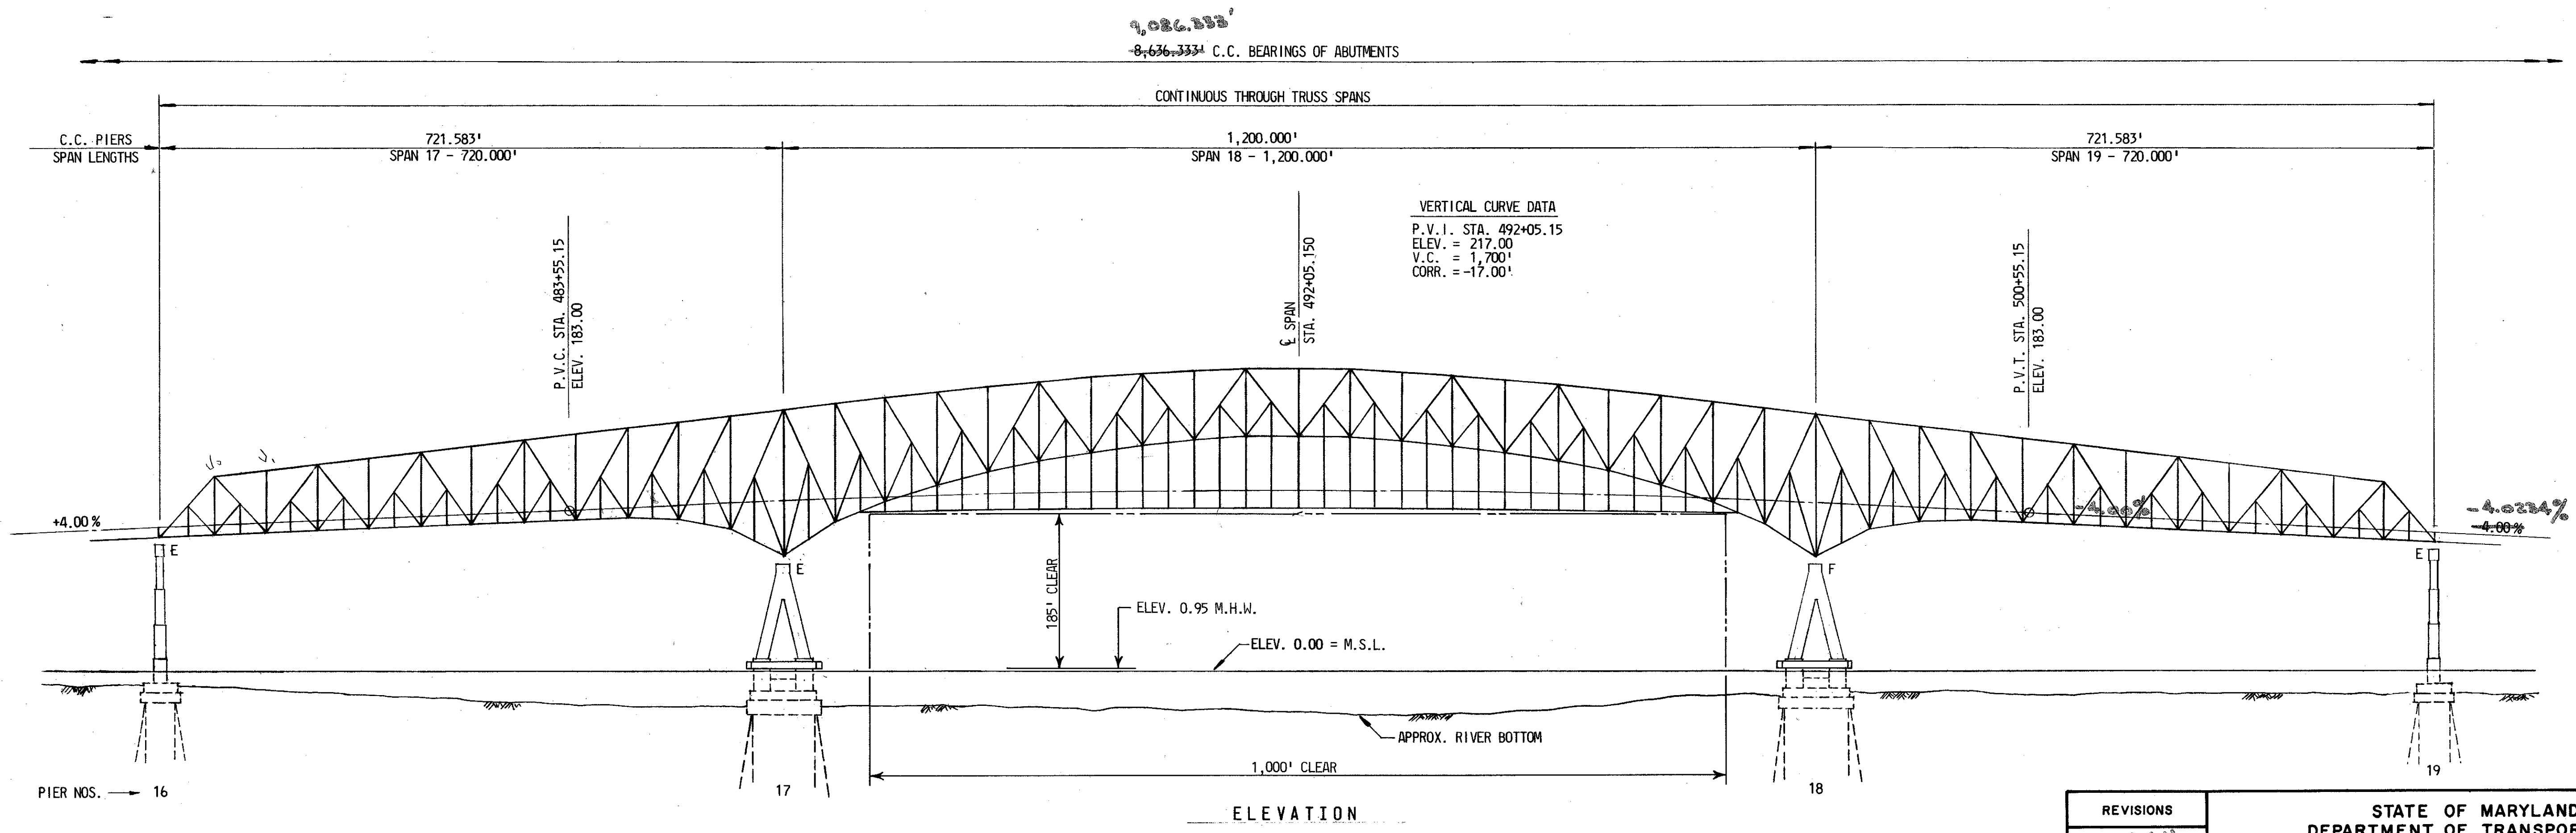 9,086.333'
8,636.333' C.C. BEARINGS OF ABUTMENTS
CONTINUOUS THROUGH TRUSS SPANS
C.C. PIERS
SPAN LENGTHS
721.583'
SPAN 17 - 720.000'
1,200.000'
SPAN 18 - 1,200.000'
721.583'
SPAN 19 - 720.000'
P.V.C. STA. 483+55.15
ELEV. 183.00
℄ SPAN
STA. 492+05.150
VERTICAL CURVE DATA
P.V.I. STA. 492+05.15
ELEV. = 217.00
V.C. = 1,700'
CORR. = -17.00'
P.V.T. STA. 500+55.15
ELEV. 183.00
+4.00%
-4.00%
-4.0234%
-4.00%
E
E
F
E
185' CLEAR
ELEV. 0.95 M.H.W.
ELEV. 0.00 = M.S.L.
APPROX. RIVER BOTTOM
1,000' CLEAR
PIER NOS. 16
17
18
19
ELEVATION
REVISIONS
STATE OF MARYLAND
DEPARTMENT OF TRANSPOR